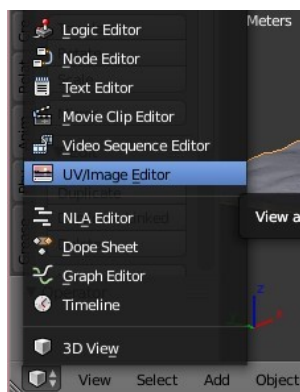 Meters
Logic Editor
Node Editor
Text Editor
Movie Clip Editor
Video Sequence Editor
UV/Image Editor
Duplicate
NLA Editor
View a
Dope Sheet
Graph Editor
Timeline
z
3D View
View Select Add Object